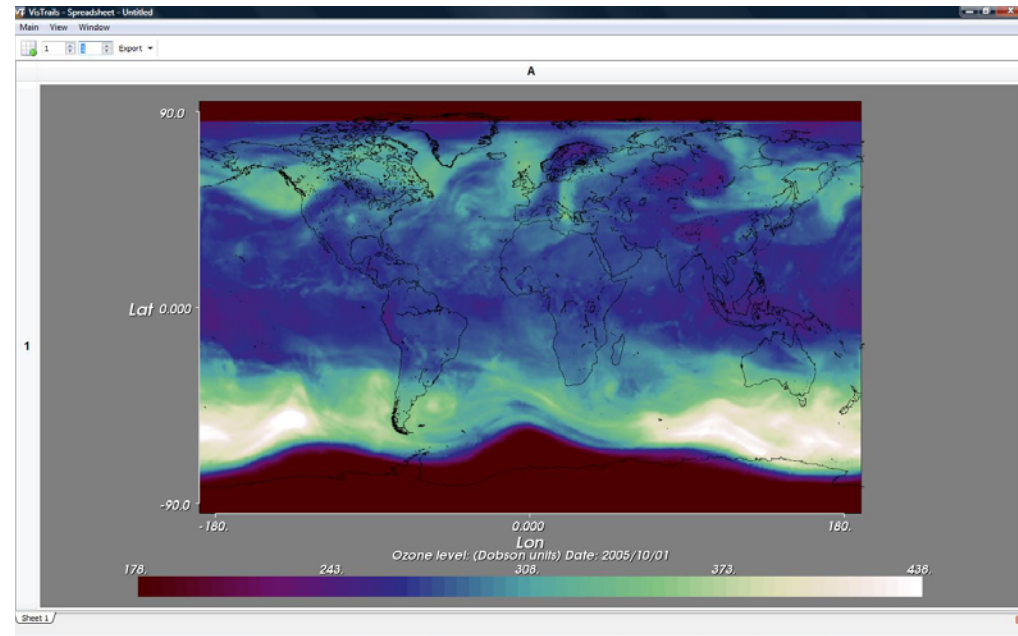 VisTrails - Spreadsheet - Untitled
Main View Window
1 Export
A
90.0
Lat 0.000
1
-90.0
-180. 0.000 180.
Lon
Ozone level: (Dobson units) Date: 2005/10/01
178. 243. 308. 373. 438.
Sheet 1